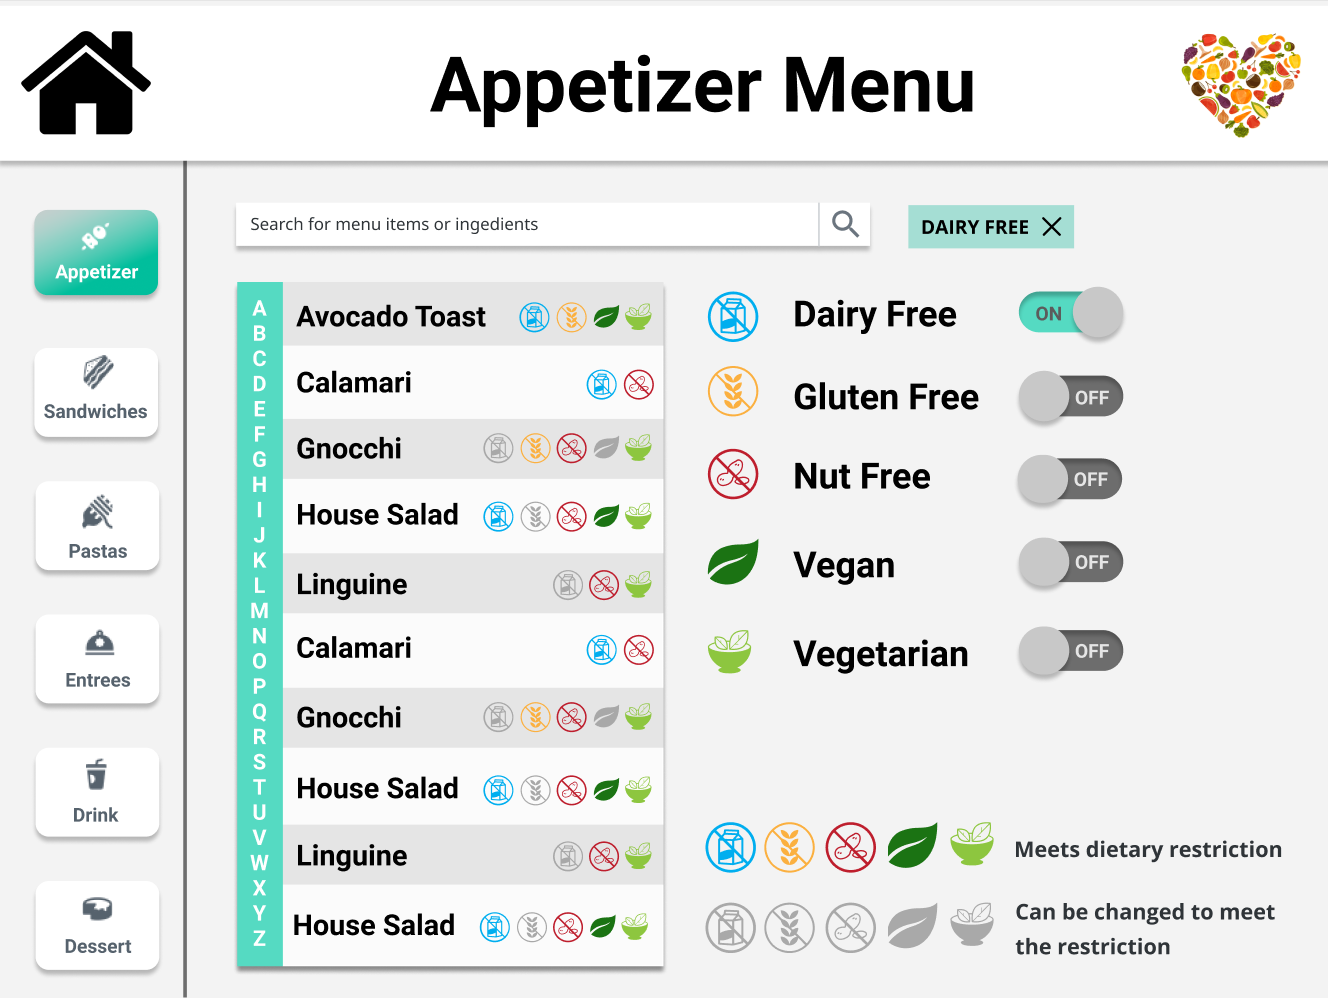 Appetizer Menu
Appetizer
Sandwiches
Pastas
Entrees
Drink
Dessert
Search for menu items or ingedients
DAIRY FREE
A
B
C
D
E
F
G
H
I
J
K
L
M
N
O
P
Q
R
S
T
U
V
W
X
Y
Z
Avocado Toast
Calamari
Gnocchi
House Salad
Linguine
Calamari
Gnocchi
House Salad
Linguine
House Salad
Dairy Free ON
Gluten Free OFF
Nut Free OFF
Vegan OFF
Vegetarian OFF
Meets dietary restriction
Can be changed to meet
the restriction